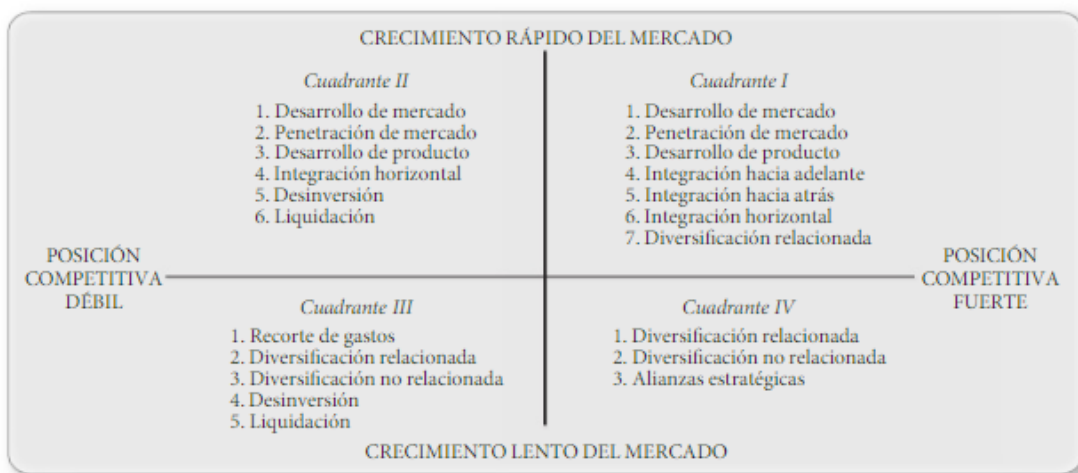 CRECIMIENTO RÁPIDO DEL MERCADO
Cuadrante II
1. Desarrollo de mercado
2. Penetración de mercado
3. Desarrollo de producto
4. Integración horizontal
5. Desinversión
6. Liquidación
Cuadrante I
1. Desarrollo de mercado
2. Penetración de mercado
3. Desarrollo de producto
4. Integración hacia adelante
5. Integración hacia atrás
6. Integración horizontal
7. Diversificación relacionada
POSICIÓN
COMPETITIVA
DÉBIL
POSICIÓN
COMPETITIVA
FUERTE
Cuadrante III
1. Recorte de gastos
2. Diversificación relacionada
3. Diversificación no relacionada
4. Desinversión
5. Liquidación
Cuadrante IV
1. Diversificación relacionada
2. Diversificación no relacionada
3. Alianzas estratégicas
CRECIMIENTO LENTO DEL MERCADO